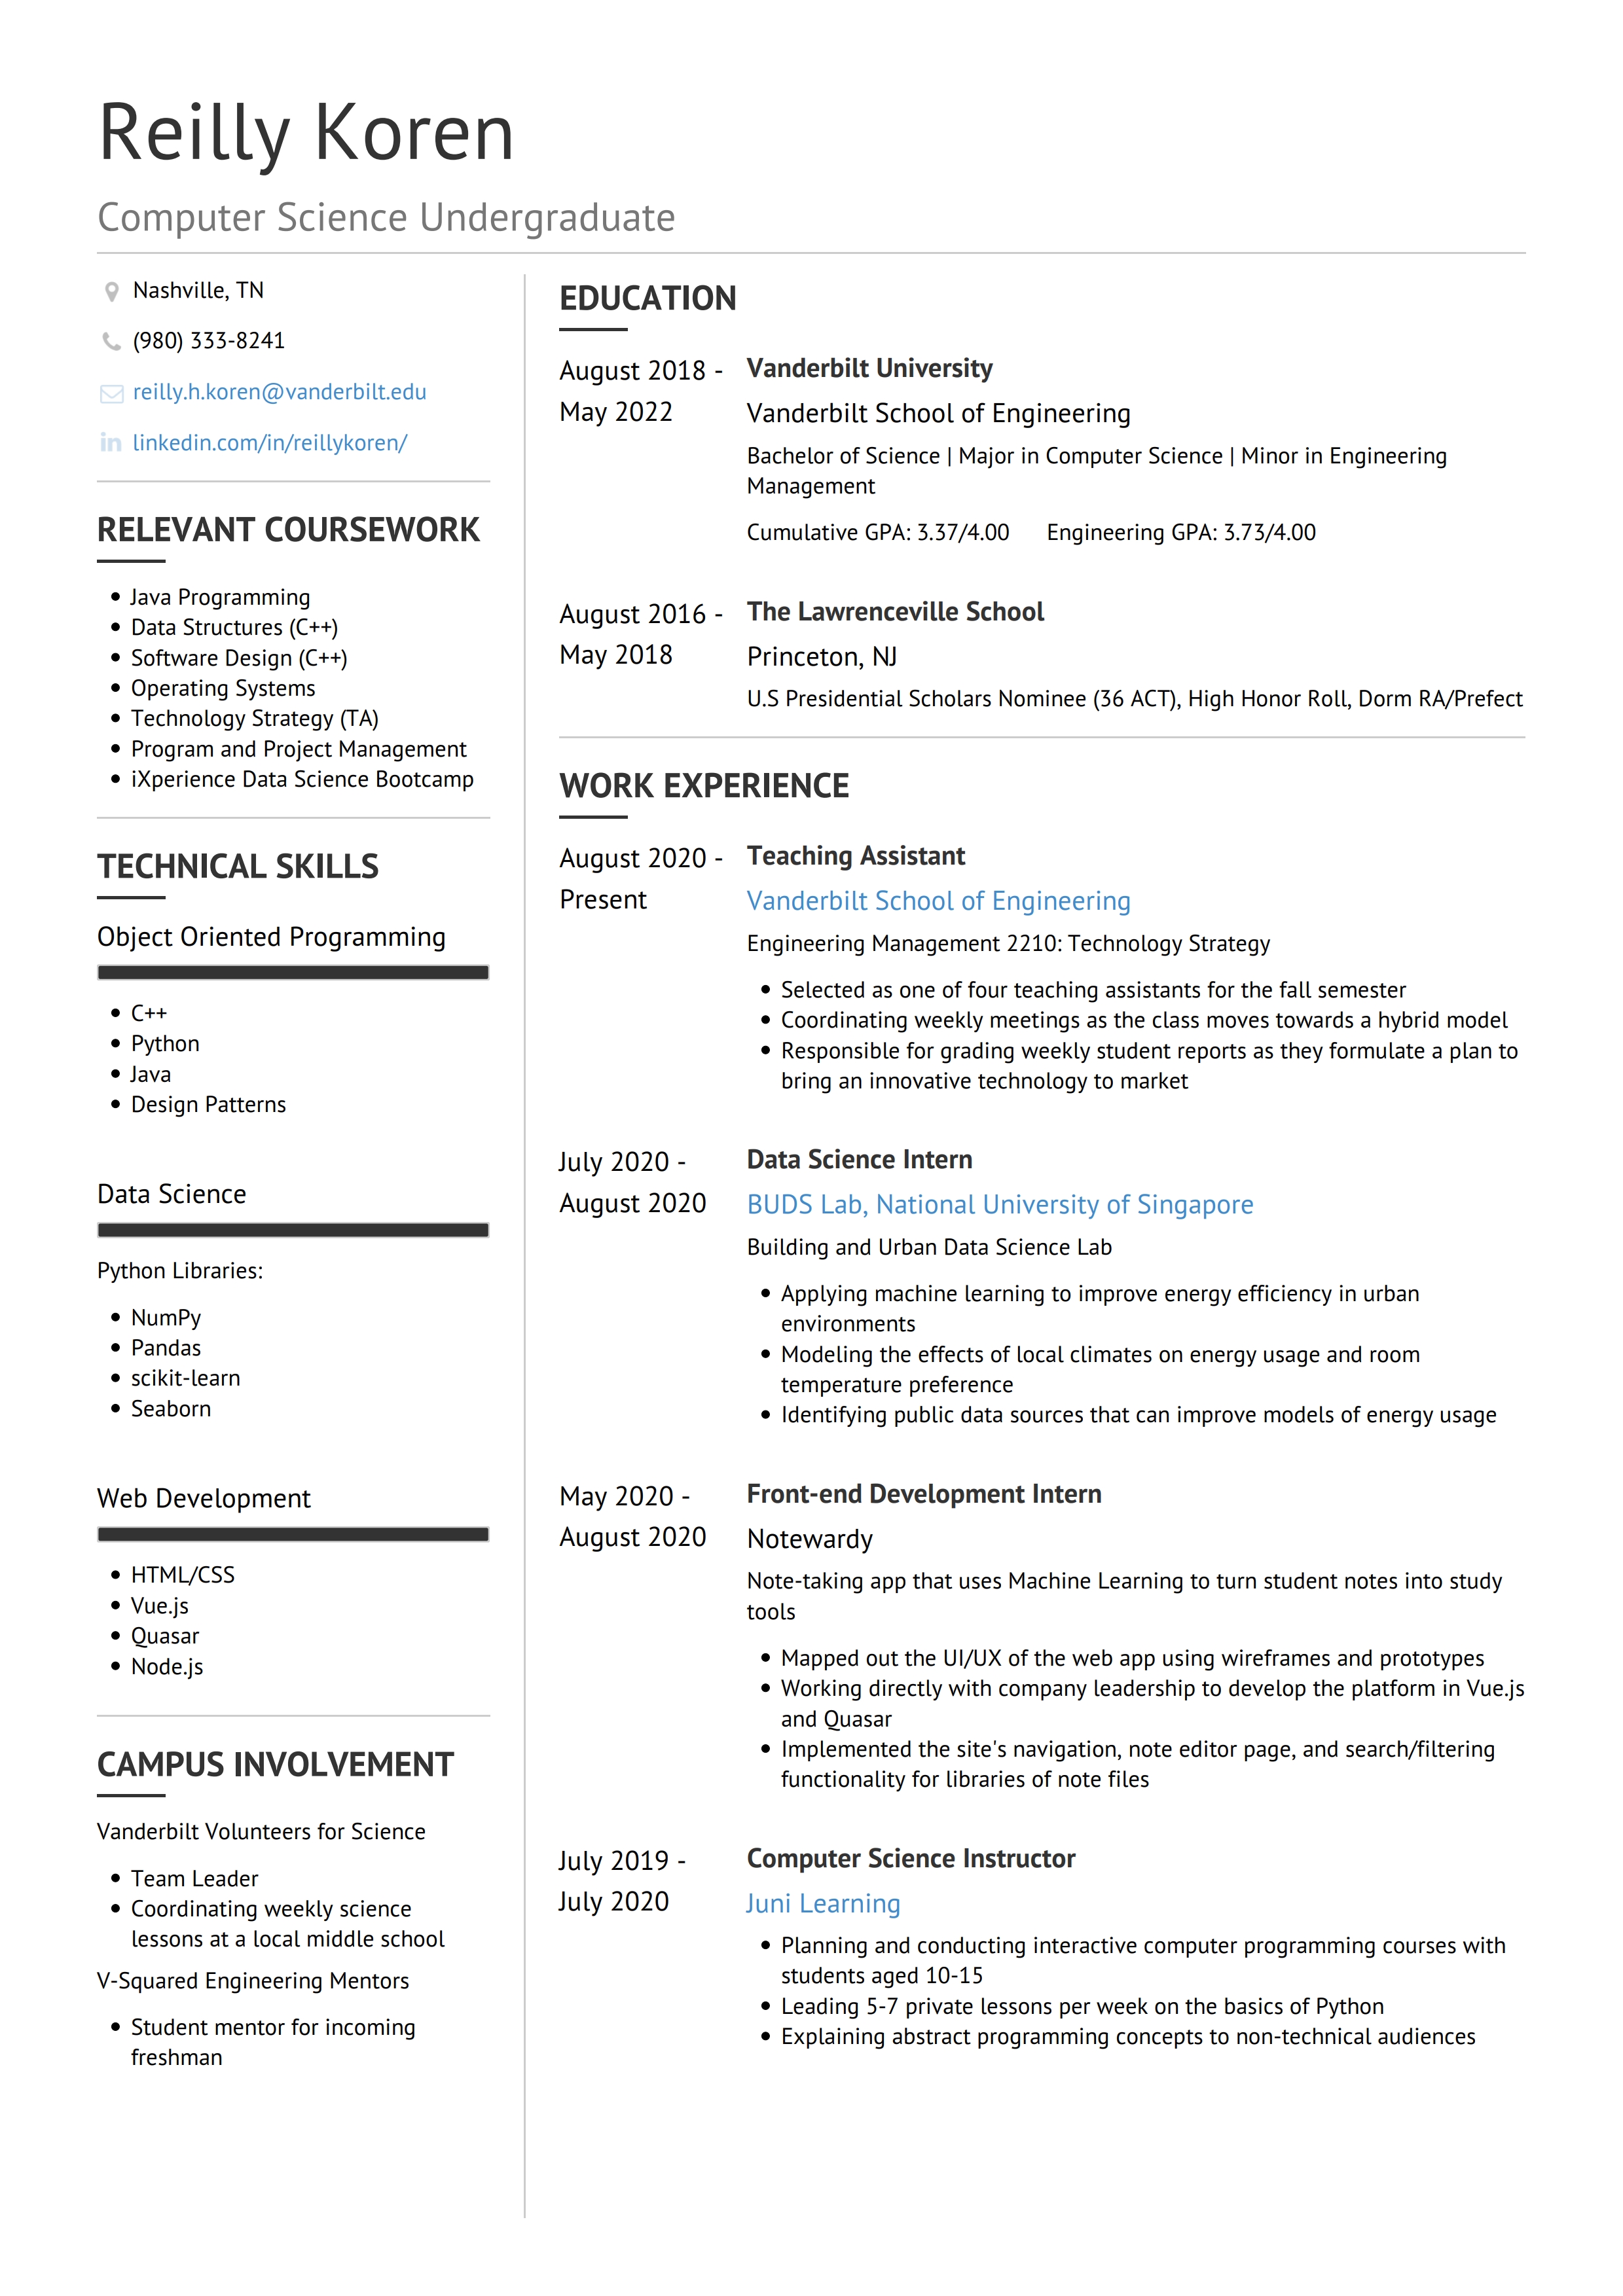 Reilly Koren
Computer Science Undergraduate
Nashville, TN
(980) 333-8241
reilly.h.koren@vanderbilt.edu
linkedin.com/in/reillykoren/
RELEVANT COURSEWORK
• Java Programming
• Data Structures (C++)
• Software Design (C++)
• Operating Systems
• Technology Strategy (TA)
• Program and Project Management
• iXperience Data Science Bootcamp
TECHNICAL SKILLS
Object Oriented Programming
• C++
• Python
• Java
• Design Patterns
Data Science
Python Libraries:
• NumPy
• Pandas
• scikit-learn
• Seaborn
Web Development
• HTML/CSS
• Vue.js
• Quasar
• Node.js
CAMPUS INVOLVEMENT
Vanderbilt Volunteers for Science
• Team Leader
• Coordinating weekly science
lessons at a local middle school
V-Squared Engineering Mentors
• Student mentor for incoming
freshman
EDUCATION
August 2018 -
May 2022
Vanderbilt University
Vanderbilt School of Engineering
Bachelor of Science | Major in Computer Science | Minor in Engineering
Management
Cumulative GPA: 3.37/4.00 Engineering GPA: 3.73/4.00
August 2016 -
May 2018
The Lawrenceville School
Princeton, NJ
U.S Presidential Scholars Nominee (36 ACT), High Honor Roll, Dorm RA/Prefect
WORK EXPERIENCE
August 2020 -
Present
Teaching Assistant
Vanderbilt School of Engineering
Engineering Management 2210: Technology Strategy
• Selected as one of four teaching assistants for the fall semester
• Coordinating weekly meetings as the class moves towards a hybrid model
• Responsible for grading weekly student reports as they formulate a plan to
bring an innovative technology to market
July 2020 -
August 2020
Data Science Intern
BUDS Lab, National University of Singapore
Building and Urban Data Science Lab
• Applying machine learning to improve energy efficiency in urban
environments
• Modeling the effects of local climates on energy usage and room
temperature preference
• Identifying public data sources that can improve models of energy usage
May 2020 -
August 2020
Front-end Development Intern
Notewardy
Note-taking app that uses Machine Learning to turn student notes into study
tools
• Mapped out the UI/UX of the web app using wireframes and prototypes
• Working directly with company leadership to develop the platform in Vue.js
and Quasar
• Implemented the site's navigation, note editor page, and search/filtering
functionality for libraries of note files
July 2019 -
July 2020
Computer Science Instructor
Juni Learning
• Planning and conducting interactive computer programming courses with
students aged 10-15
• Leading 5-7 private lessons per week on the basics of Python
• Explaining abstract programming concepts to non-technical audiences